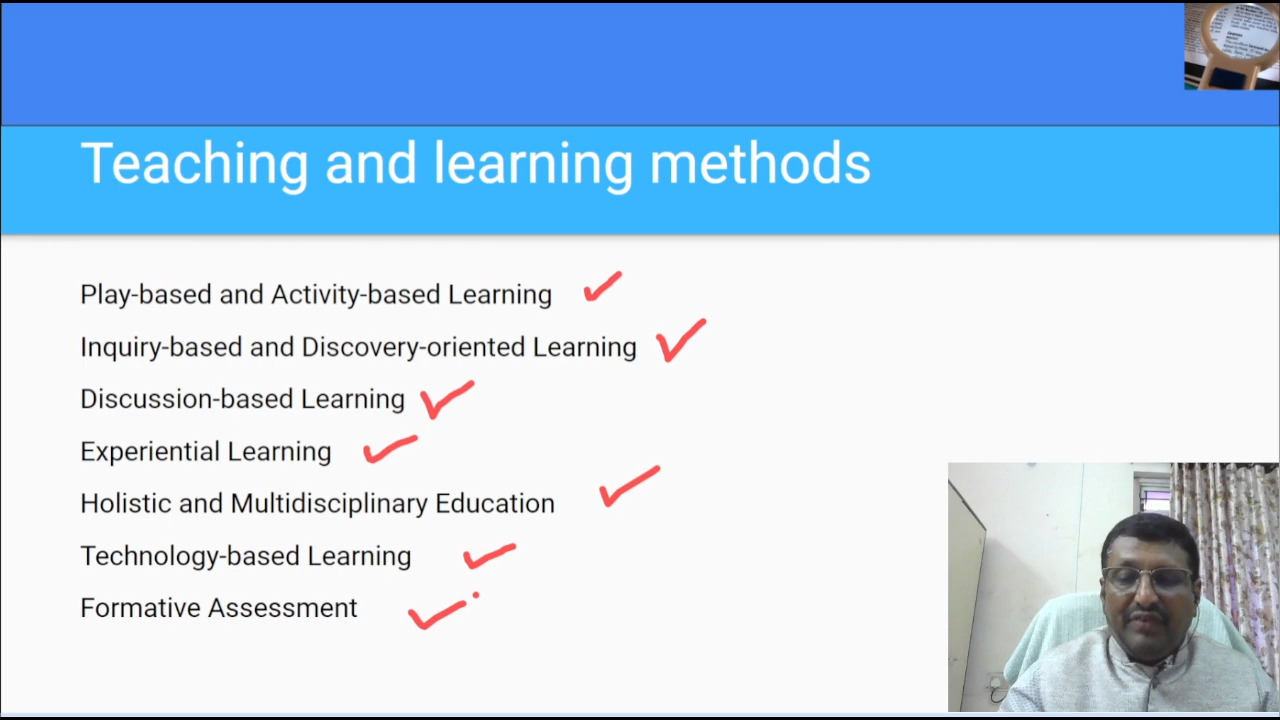 Teaching and learning methods
Play-based and Activity-based Learning
Inquiry-based and Discovery-oriented Learning
Discussion-based Learning
Experiential Learning
Holistic and Multidisciplinary Education
Technology-based Learning
Formative Assessment